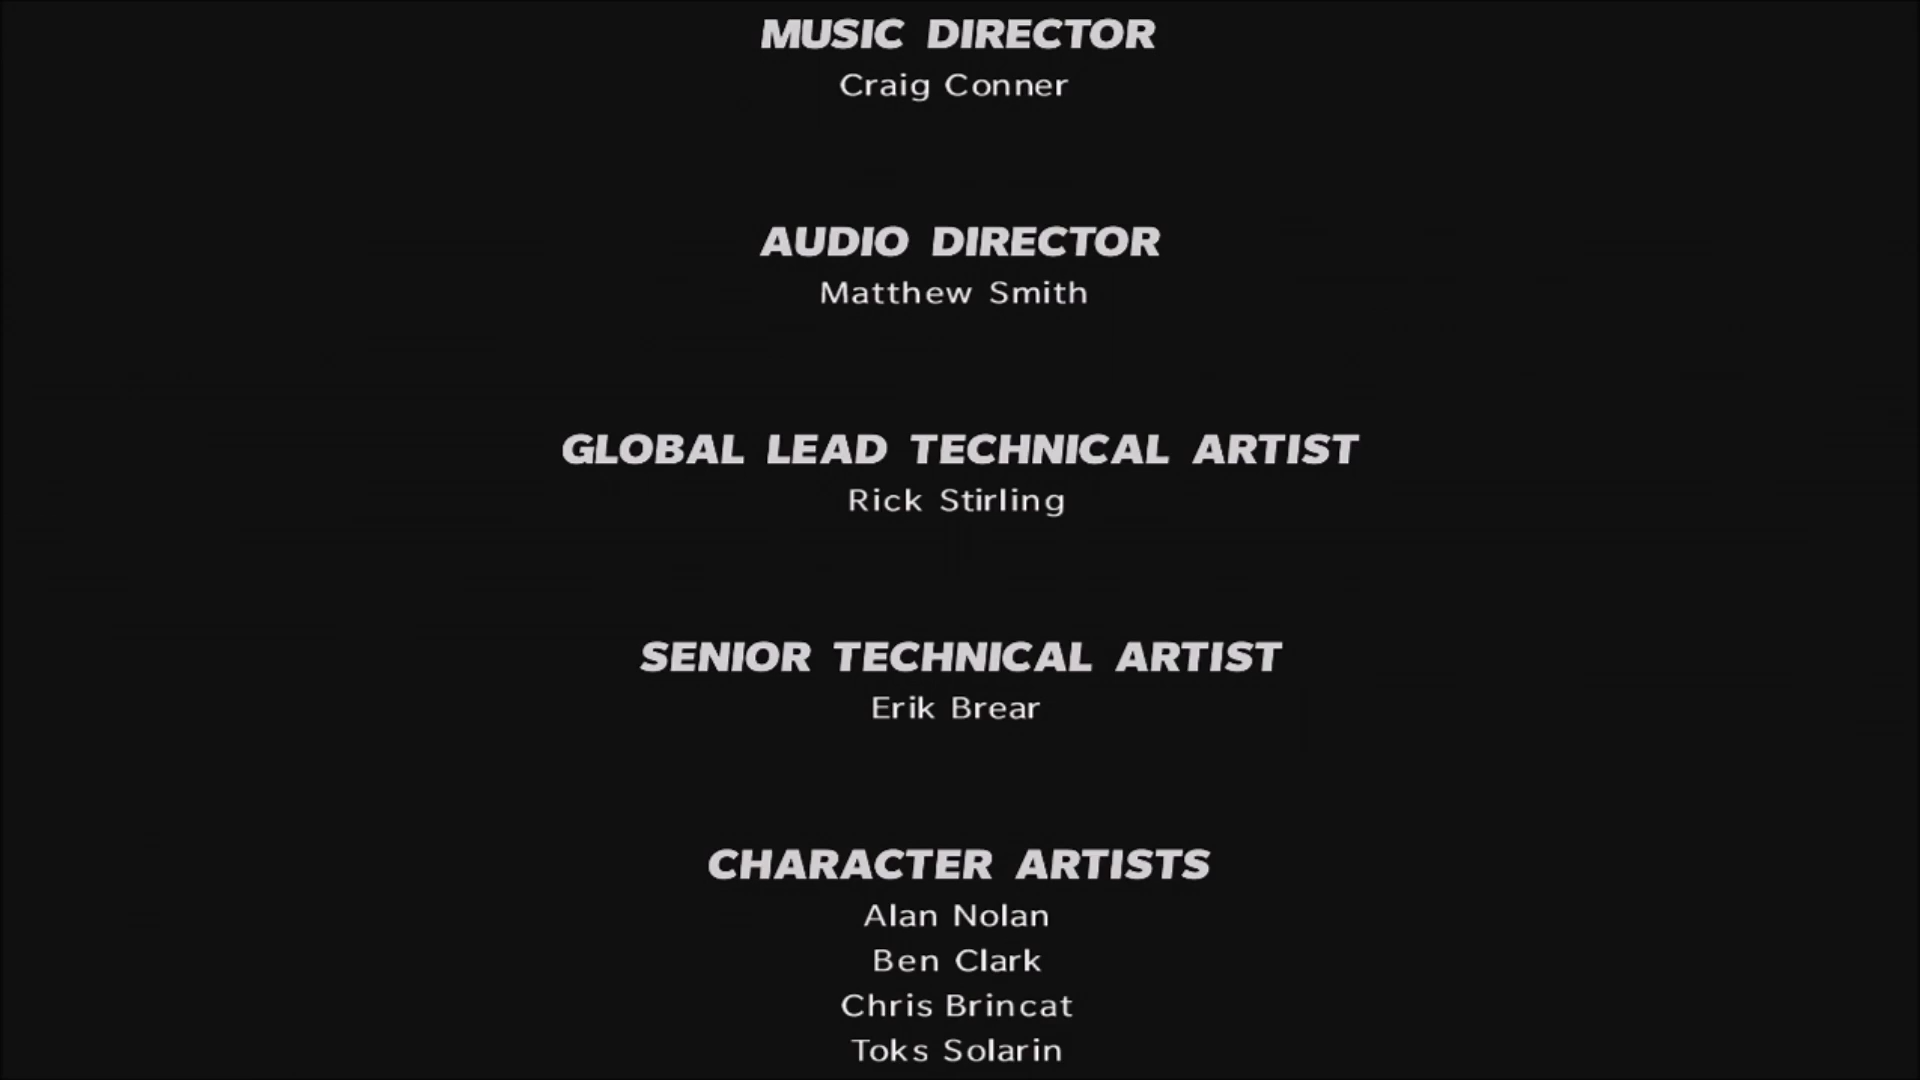 MUSIC DIRECTOR
Craig Conner
AUDIO DIRECTOR
Matthew Smith
GLOBAL LEAD TECHNICAL ARTIST
Rick Stirling
SENIOR TECHNICAL ARTIST
Erik Brear
CHARACTER ARTISTS
Alan Nolan
Ben Clark
Chris Brincat
Toks Solarin